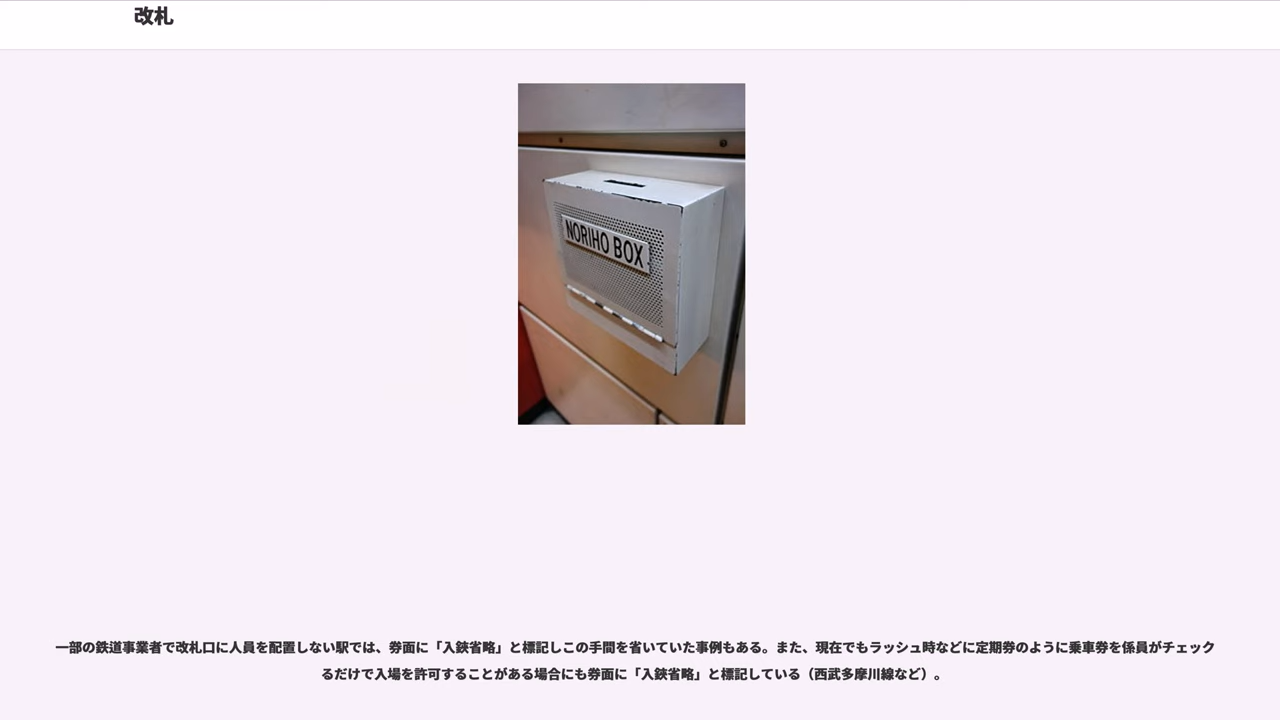 改札
NORIHO BOX
一部の鉄道事業者で改札口に人員を配置しない駅では、券面に「入鋏省略」と標記しこの手間を省いていた事例もある。また、現在でもラッシュ時などに定期券のように乗車券を係員がチェック
るだけで入場を許可することがある場合にも券面に「入鋏省略」と標記している（西武多摩川線など）。